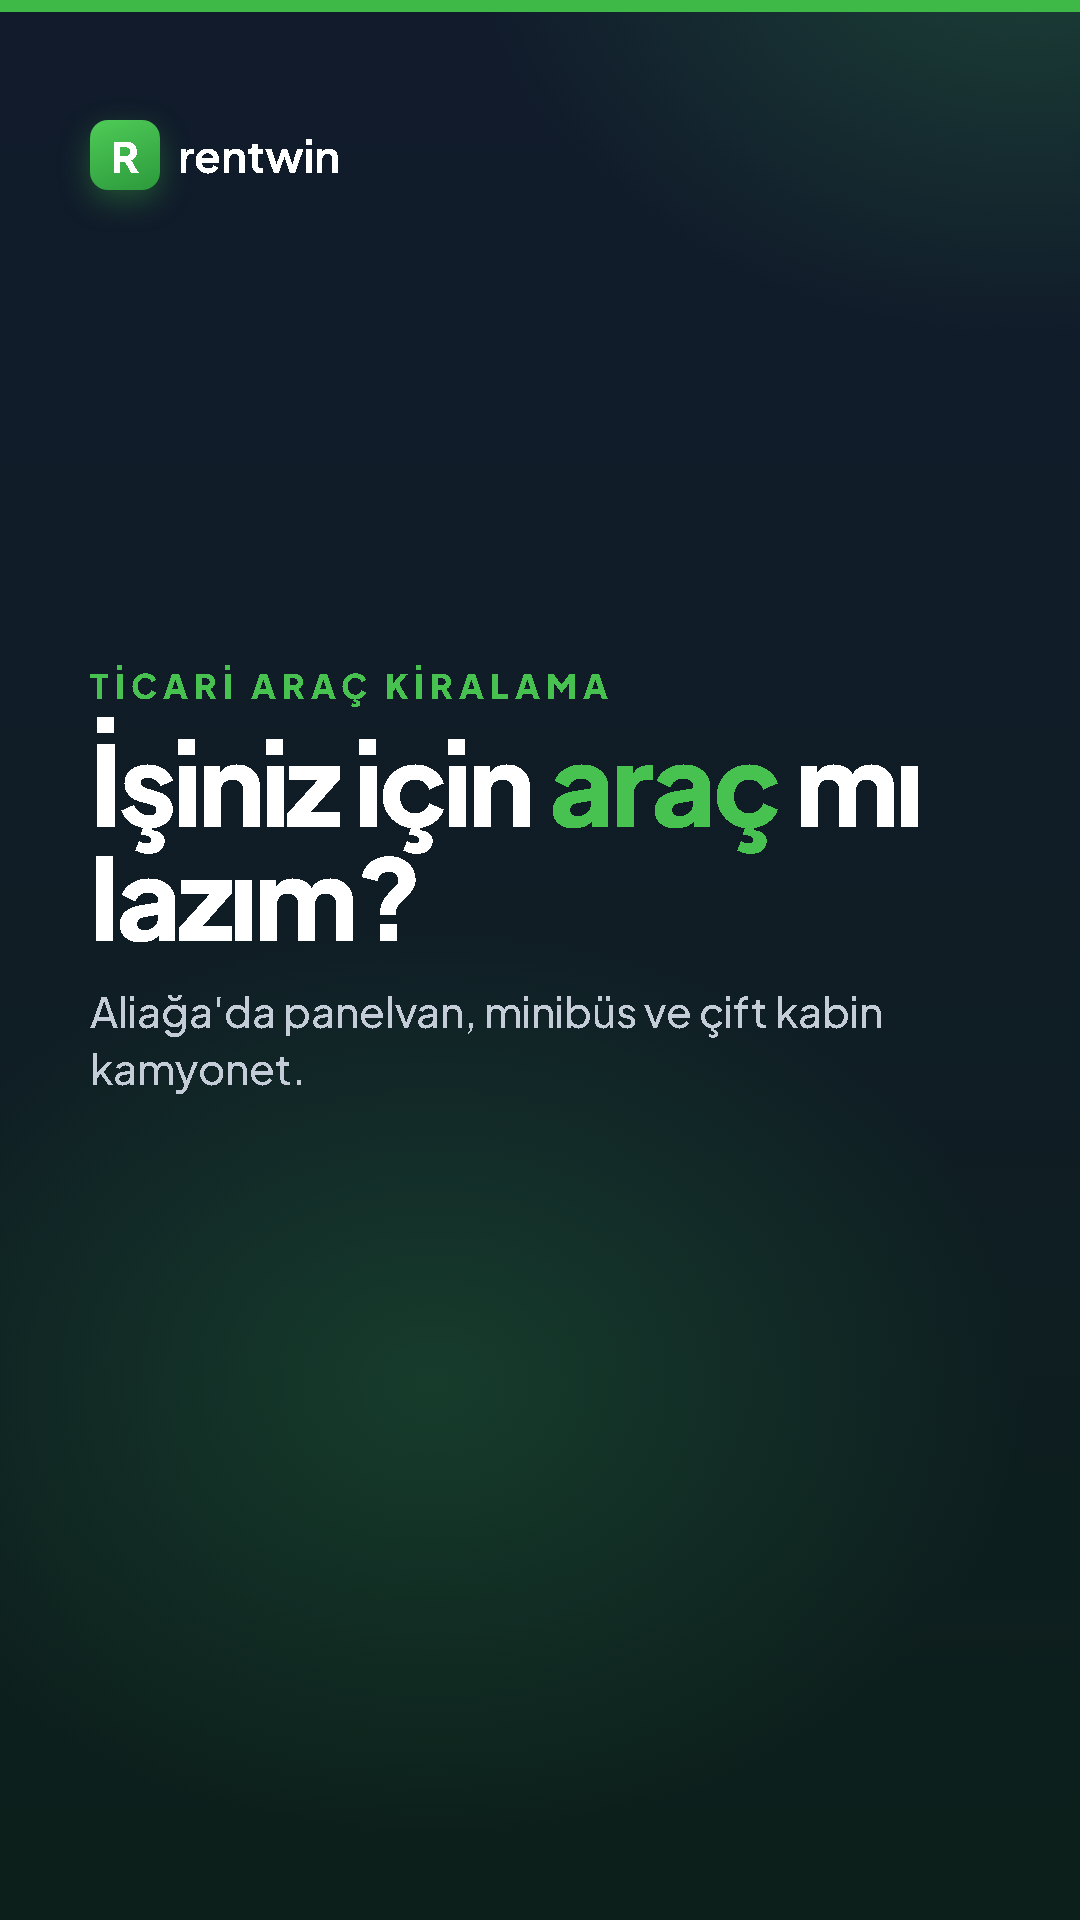 R rentwin
TİCARİ ARAÇ KİRALAMA
İşiniz için araç mı
lazım?
Aliağa'da panelvan, minibüs ve çift kabin
kamyonet.